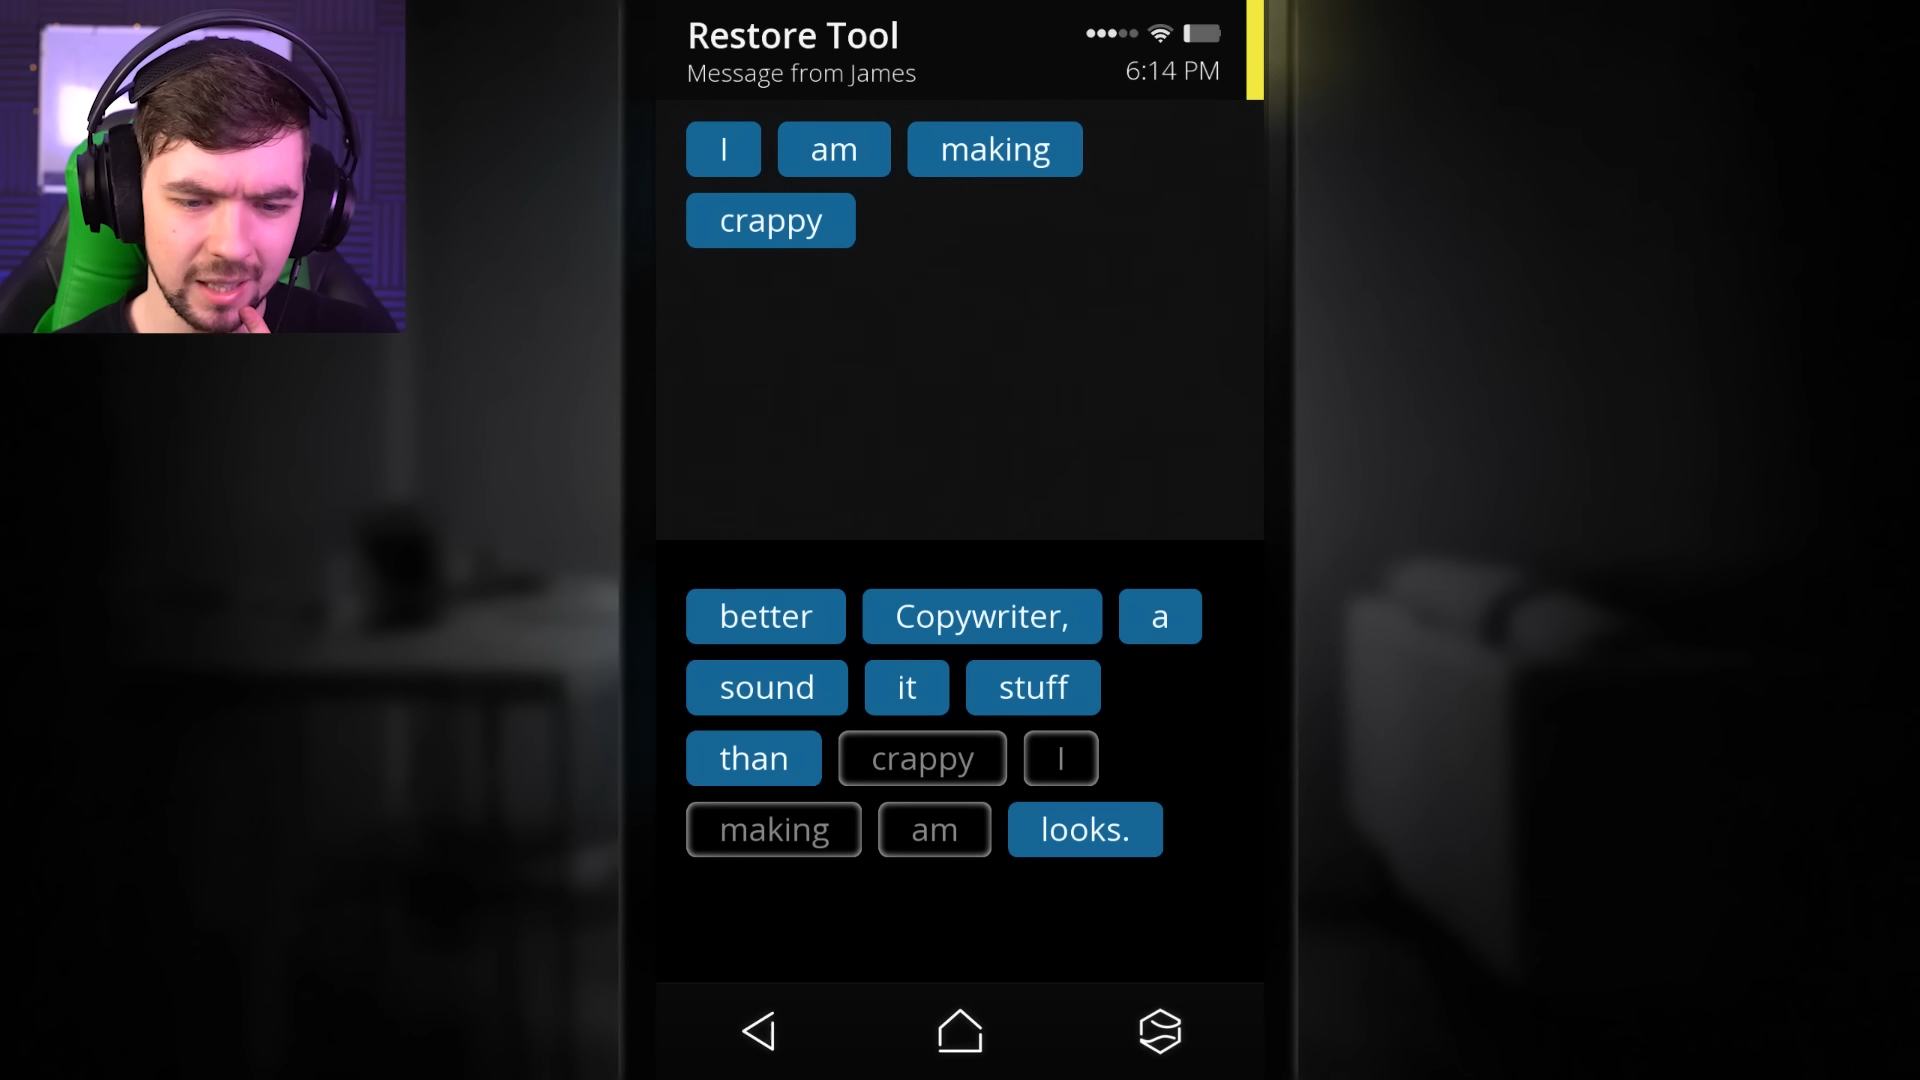 Restore Tool
Message from James
6:14 PM
I am making
crappy
better Copywriter, a
sound it stuff
than crappy I
making am looks.